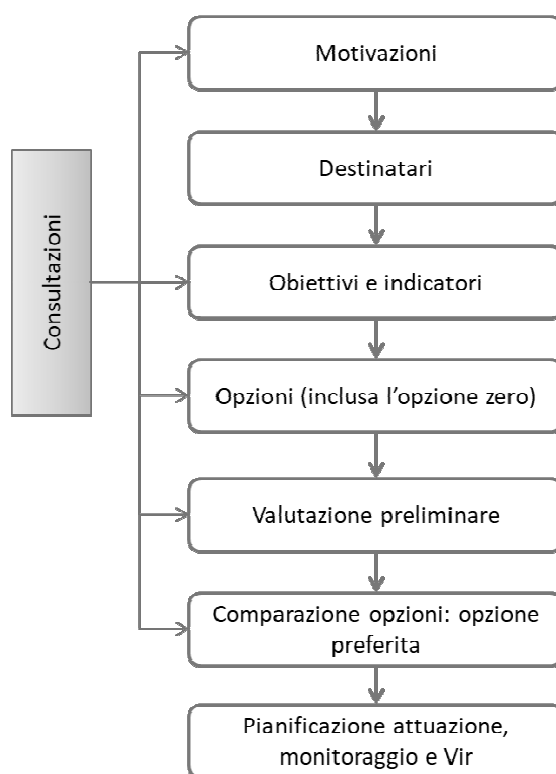 Motivazioni
Destinatari
Consultazioni
Obiettivi e indicatori
Opzioni (inclusa l'opzione zero)
Valutazione preliminare
Comparazione opzioni: opzione
preferita
Pianificazione attuazione,
monitoraggio e Vir